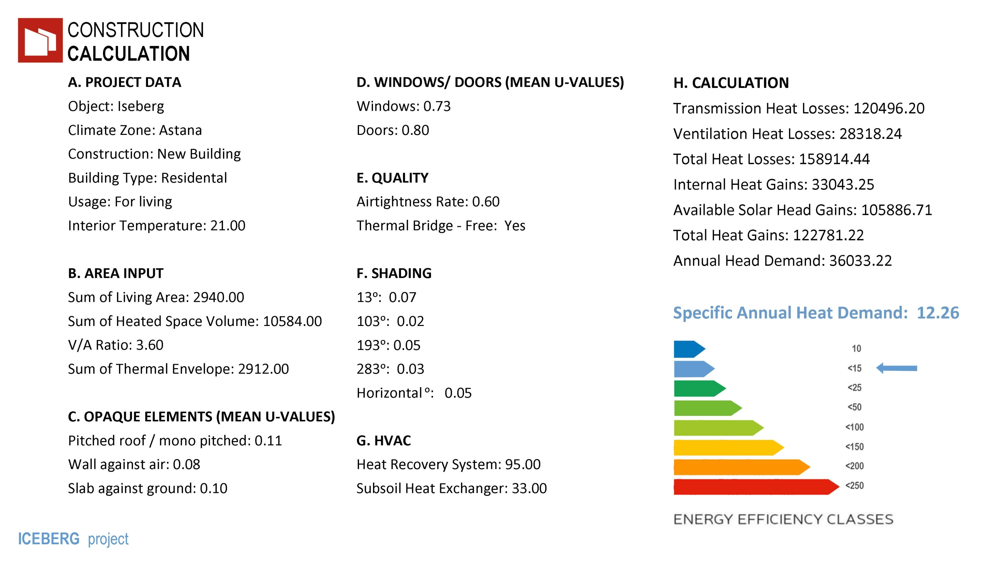 CONSTRUCTION
CALCULATION
A. PROJECT DATA
Object: Iseberg
Climate Zone: Astana
Construction: New Building
Building Type: Residental
Usage: For living
Interior Temperature: 21.00
B. AREA INPUT
Sum of Living Area: 2940.00
Sum of Heated Space Volume: 10584.00
V/A Ratio: 3.60
Sum of Thermal Envelope: 2912.00
C. OPAQUE ELEMENTS (MEAN U-VALUES)
Pitched roof / mono pitched: 0.11
Wall against air: 0.08
Slab against ground: 0.10
D. WINDOWS/ DOORS (MEAN U-VALUES)
Windows: 0.73
Doors: 0.80
E. QUALITY
Airtightness Rate: 0.60
Thermal Bridge - Free: Yes
F. SHADING
13º: 0.07
103º: 0.02
193º: 0.05
283º: 0.03
Horizontal º: 0.05
G. HVAC
Heat Recovery System: 95.00
Subsoil Heat Exchanger: 33.00
H. CALCULATION
Transmission Heat Losses: 120496.20
Ventilation Heat Losses: 28318.24
Total Heat Losses: 158914.44
Internal Heat Gains: 33043.25
Available Solar Head Gains: 105886.71
Total Heat Gains: 122781.22
Annual Head Demand: 36033.22
Specific Annual Heat Demand: 12.26
10
<15
<25
<50
<100
<150
<200
<250
ENERGY EFFICIENCY CLASSES
ICEBERG project